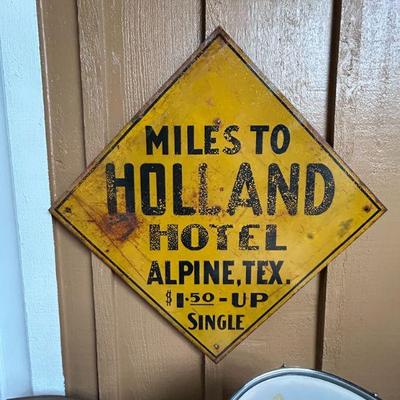 MILES TO
HOLLAND
HOTEL
ALPINE, TEX.
$1.50-UP
SINGLE